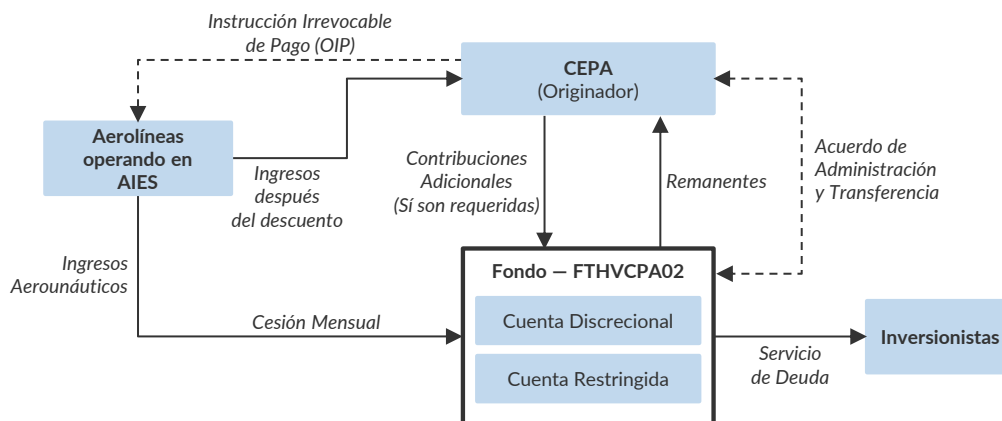 Instrucción Irrevocable
de Pago (OIP)
CEPA
(Originador)
Aerolíneas
operando en
AIES
Ingresos
después
del descuento
Contribuciones
Adicionales
(Sí son requeridas)
Remanentes
Acuerdo de
Administración
y Transferencia
Ingresos
Aerounáuticos
Cesión Mensual
Fondo — FTHVCPA02
Cuenta Discrecional
Cuenta Restringida
Servicio
de Deuda
Inversionistas